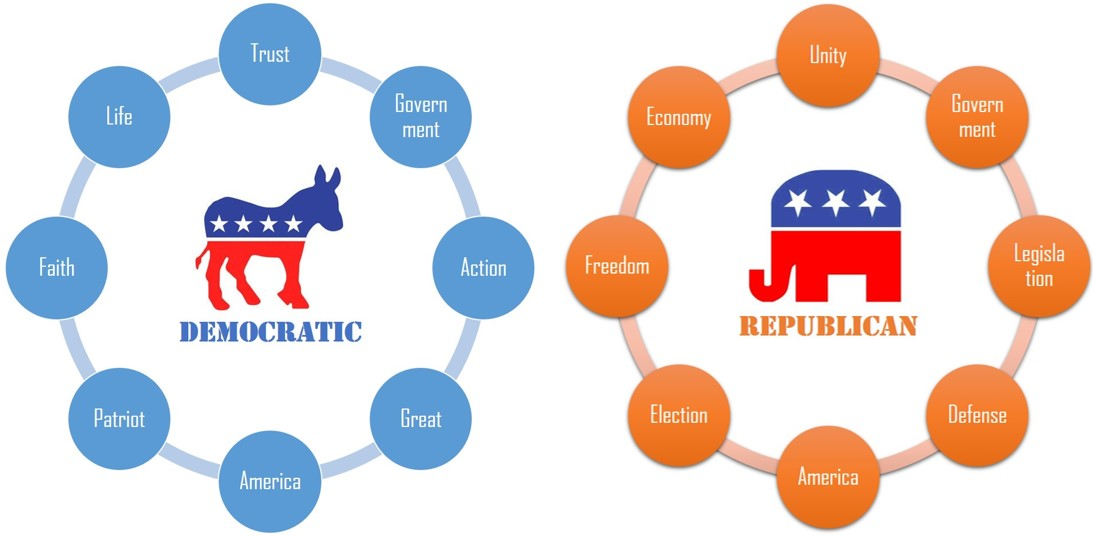 Trust
Govern
ment
Action
Great
America
Patriot
Faith
Life
DEMOCRATIC
Unity
Govern
ment
Legisla
tion
Defense
America
Election
Freedom
Economy
REPUBLICAN